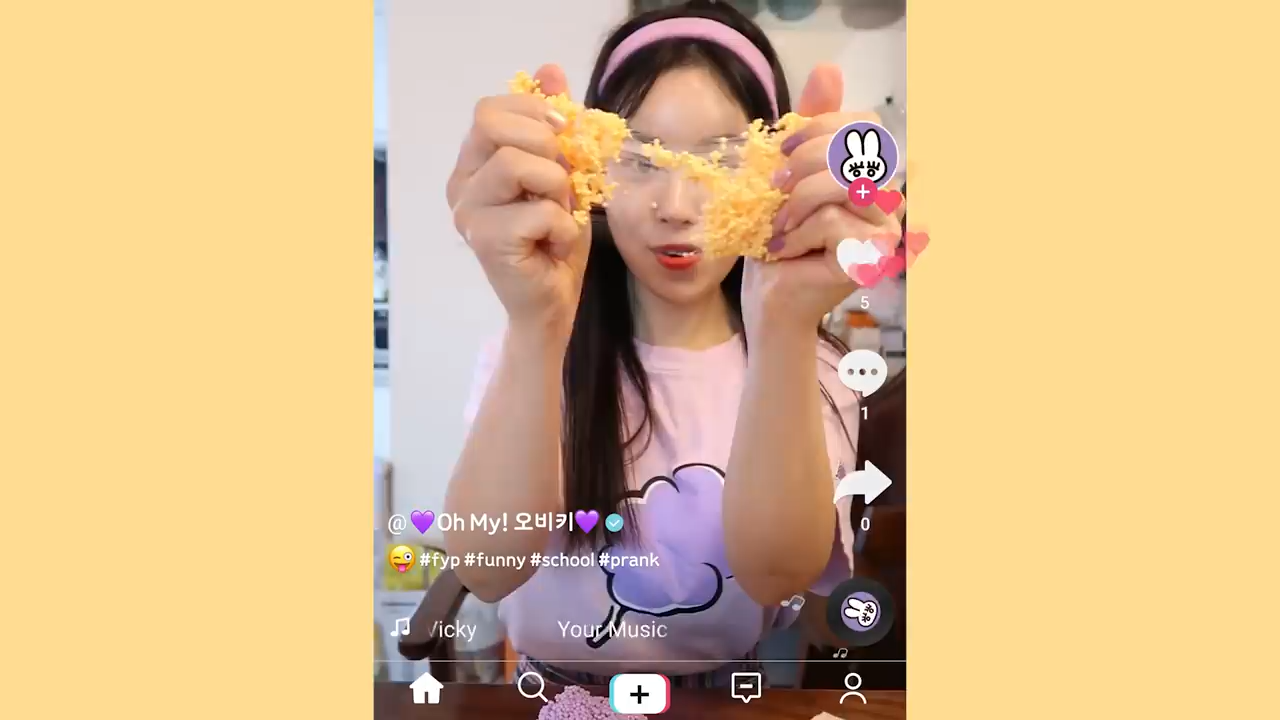 5
1
0
@💜Oh My! 오비키💜
😜 #fyp #funny #school #prank
Vicky Your Music